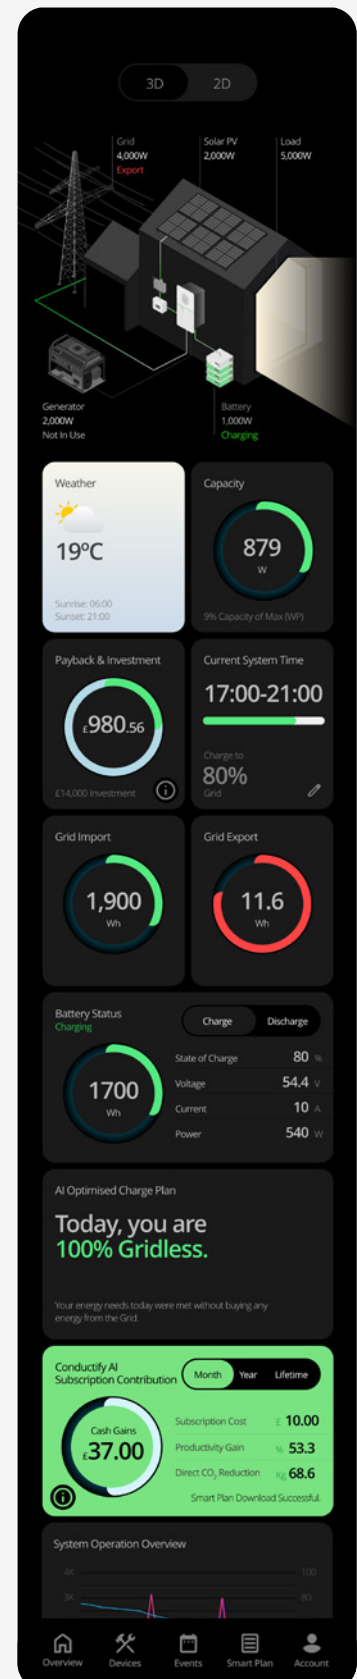 3D 2D
Grid
4,000W
Export
Solar PV
2,000W
Load
5,000W
Generator
2,000W
Not In Use
Battery
1,000W
Charging
Weather
19°C
Sunrise: 06:00
Sunset: 21:00
Capacity
879
W
9% Capacity of Max (WP)
Payback & Investment
£980.56
£14,000 Investment
Current System Time
17:00-21:00
Charge to
80%
Grid
Grid Import
1,900
Wh
Grid Export
11.6
Wh
Battery Status
Charging
Charge Discharge
1700
Wh
State of Charge 80 %
Voltage 54.4 V
Current 10 A
Power 540 W
AI Optimised Charge Plan
Today, you are
100% Gridless.
Your energy needs today were met without buying any
energy from the Grid.
Conductify AI
Subscription Contribution
Month Year Lifetime
Cash Gains
£37.00
Subscription Cost £ 10.00
Productivity Gain % 53.3
Direct CO₂ Reduction Kg 68.6
Smart Plan Download Successful.
System Operation Overview
4K 100
3K 80
Overview Devices Events Smart Plan Account